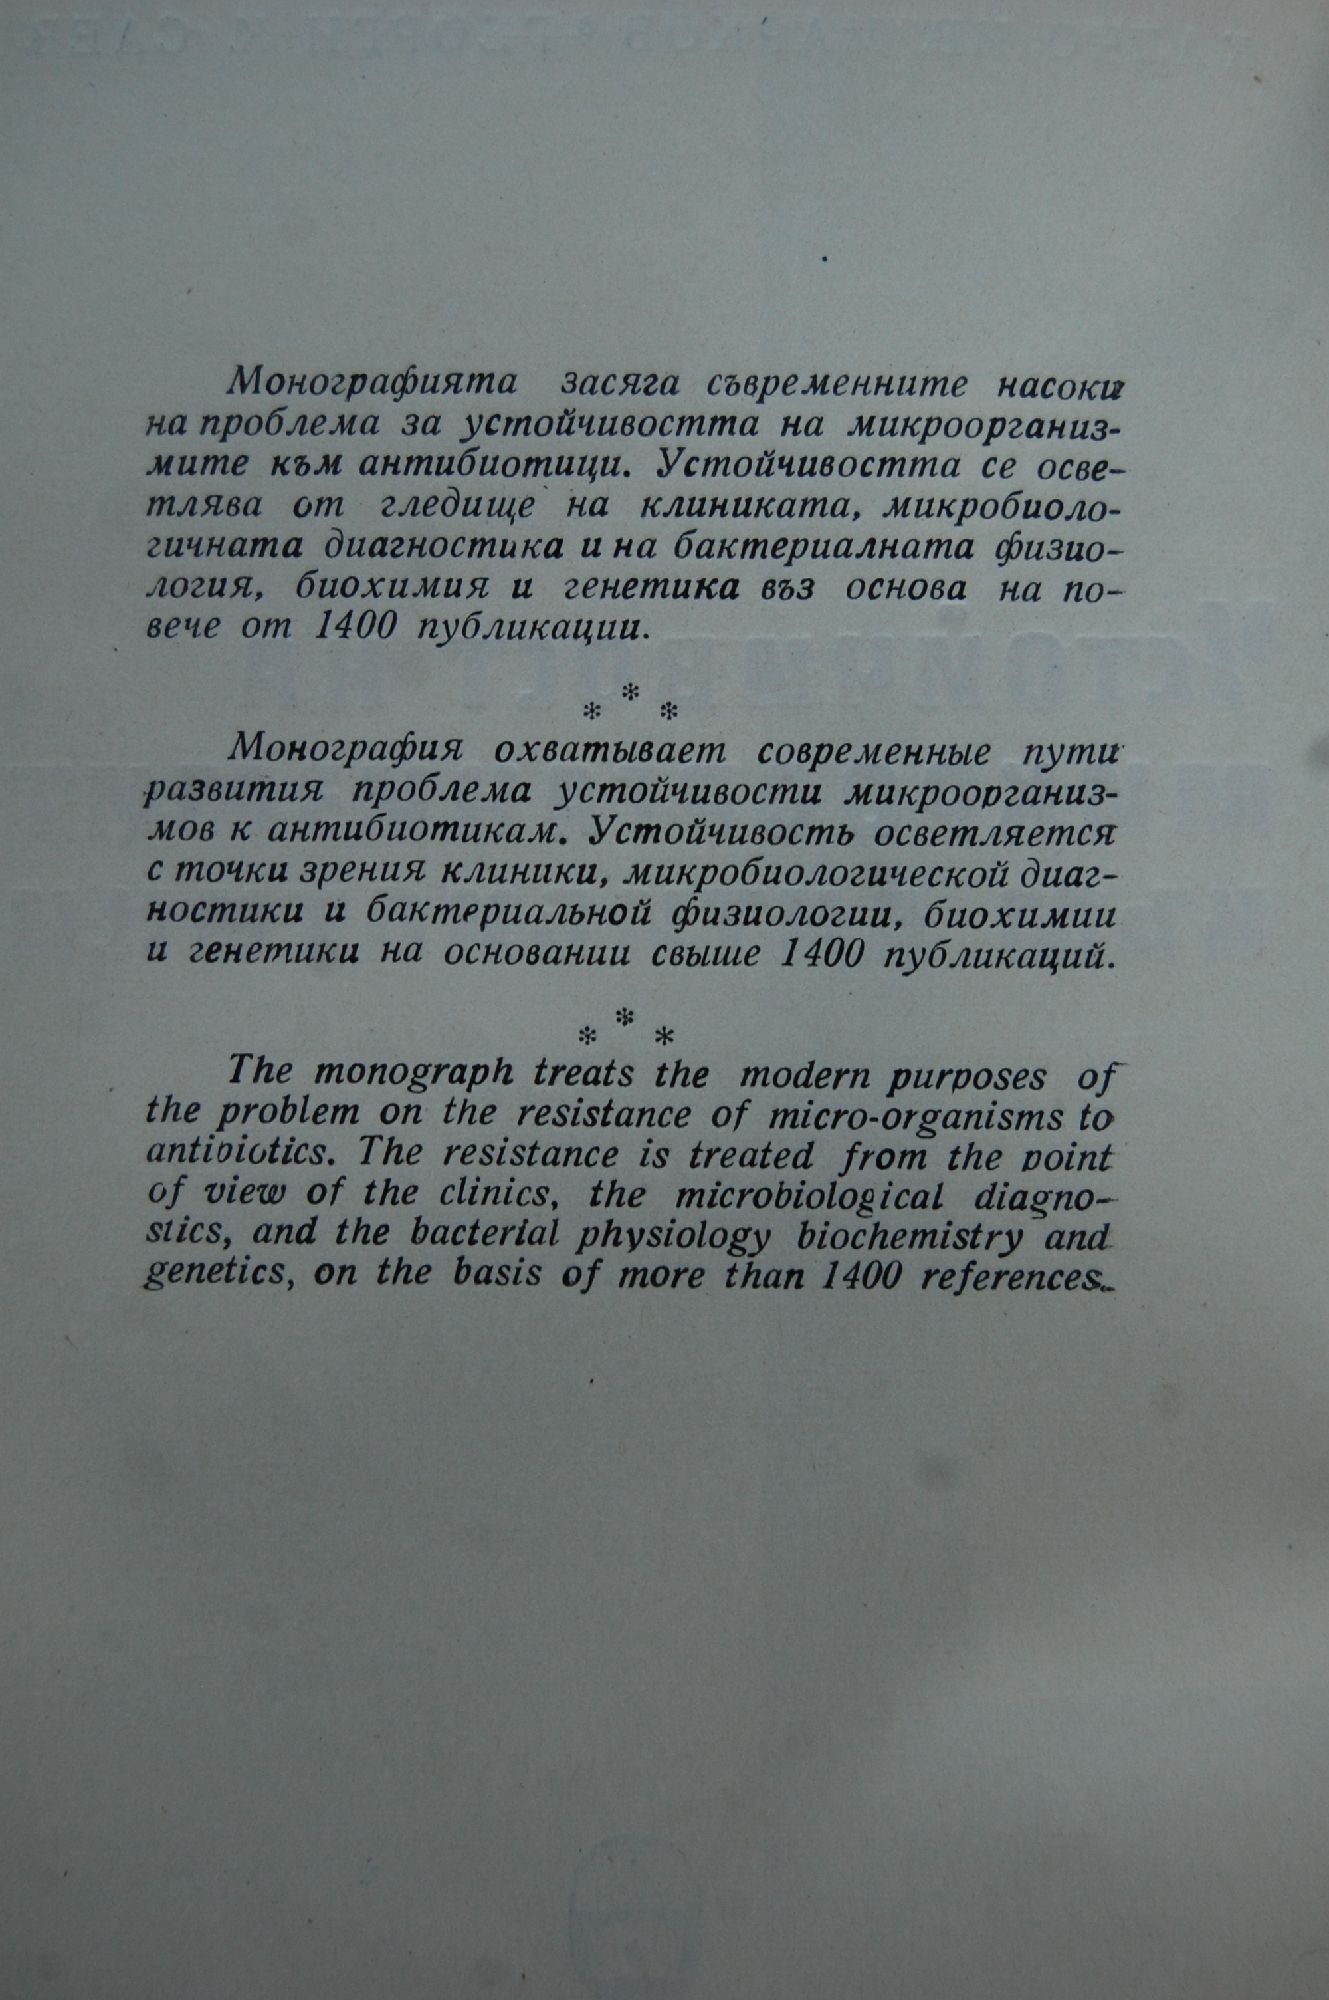 Монографията засяга съвременните насоки
на проблема за устойчивостта на микроорганиз-
мите към антибиотици. Устойчивостта се осве-
тлява от гледище на клиниката, микробиоло-
гичната диагностика и на бактериалната физио-
логия, биохимия и генетика въз основа на по-
вече от 1400 публикации.
* * *
Монография охватывает современные пути
развития проблема устойчивости микроорганиз-
мов к антибиотикам. Устойчивость осветляется
с точки зрения клиники, микробиологической диаг-
ностики и бактериальной физиологии, биохимии
и генетики на основании свыше 1400 публикаций.
* * *
The monograph treats the modern purposes of
the problem on the resistance of micro-organisms to
antibiotics. The resistance is treated from the point
of view of the clinics, the microbiological diagno-
stics, and the bacterial physiology biochemistry and
genetics, on the basis of more than 1400 references.